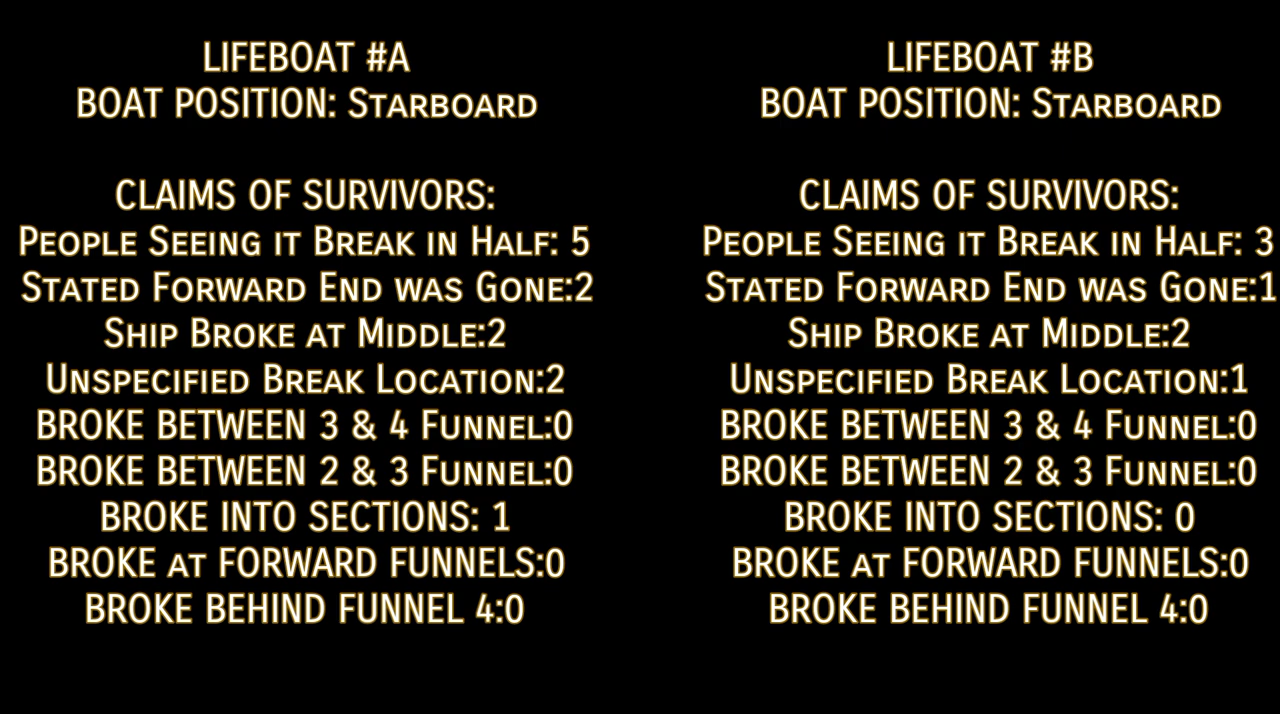 LIFEBOAT #A
BOAT POSITION: Starboard
CLAIMS OF SURVIVORS:
People Seeing it Break in Half: 5
Stated Forward End was Gone:2
Ship Broke at Middle:2
Unspecified Break Location:2
BROKE BETWEEN 3 & 4 Funnel:0
BROKE BETWEEN 2 & 3 Funnel:0
BROKE INTO SECTIONS: 1
BROKE at FORWARD FUNNELS:0
BROKE BEHIND FUNNEL 4:0
LIFEBOAT #B
BOAT POSITION: Starboard
CLAIMS OF SURVIVORS:
People Seeing it Break in Half: 3
Stated Forward End was Gone:1
Ship Broke at Middle:2
Unspecified Break Location:1
BROKE BETWEEN 3 & 4 Funnel:0
BROKE BETWEEN 2 & 3 Funnel:0
BROKE INTO SECTIONS: 0
BROKE at FORWARD FUNNELS:0
BROKE BEHIND FUNNEL 4:0